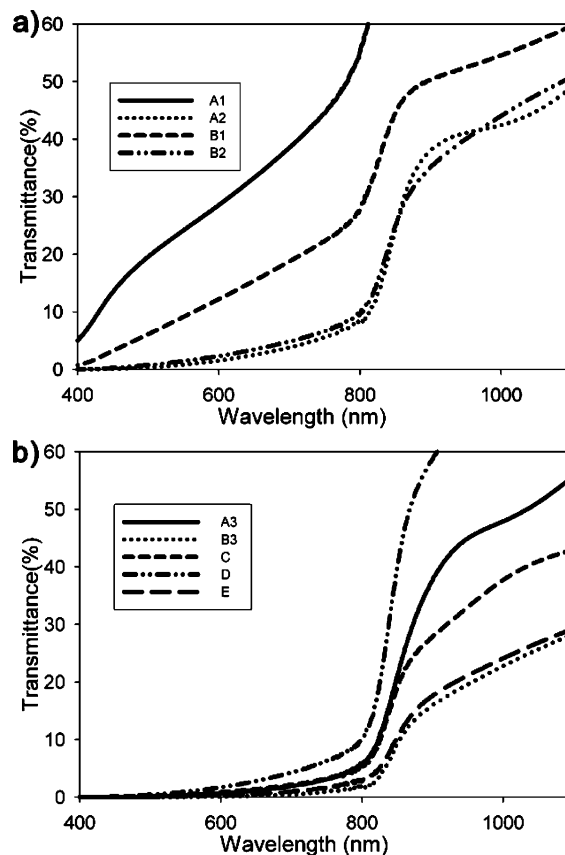 a)
60
50
40
30
20
10
0
Transmittance(%)
A1
A2
B1
B2
400 600 800 1000
Wavelength (nm)
b)
60
50
40
30
20
10
0
Transmittance(%)
A3
B3
C
D
E
400 600 800 1000
Wavelength (nm)